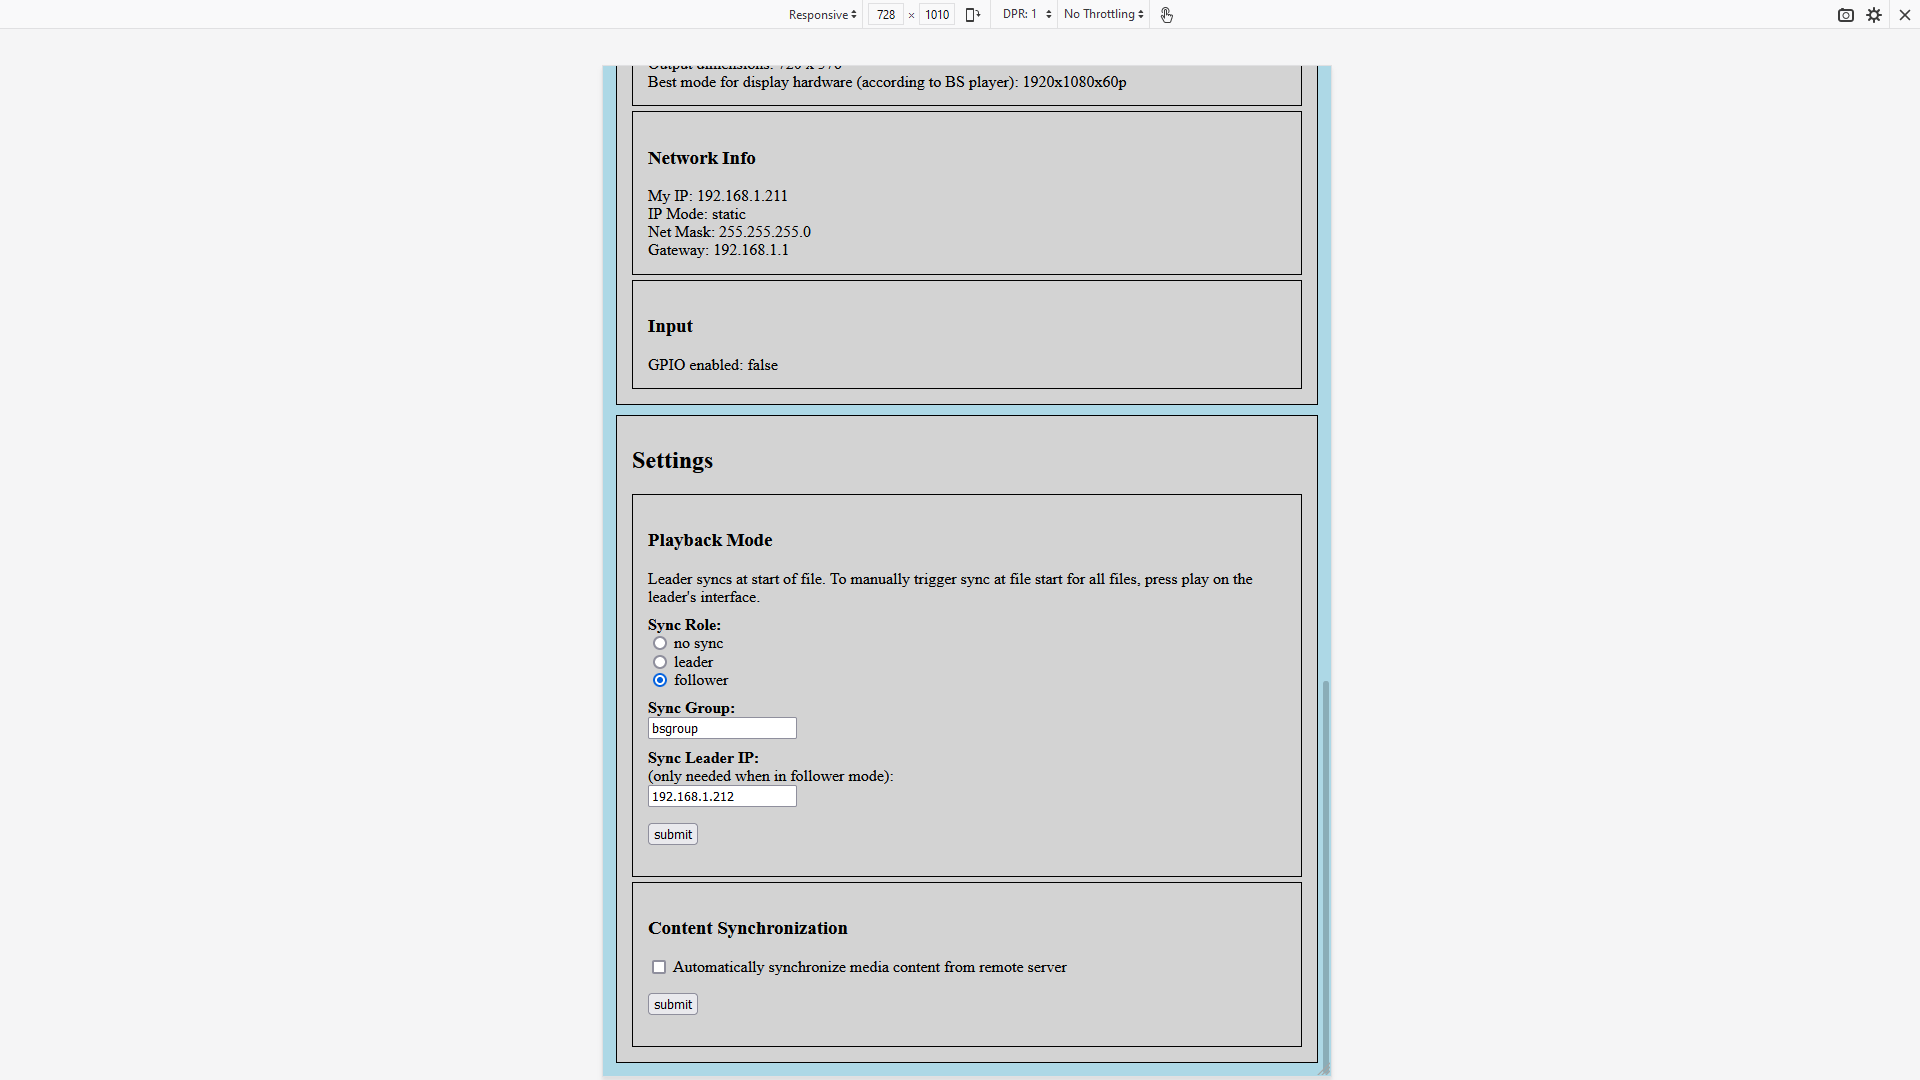 Responsive 728 × 1010 DPR: 1 No Throttling
Output dimensions: 720 x 576
Best mode for display hardware (according to BS player): 1920x1080x60p
Network Info
My IP: 192.168.1.211
IP Mode: static
Net Mask: 255.255.255.0
Gateway: 192.168.1.1
Input
GPIO enabled: false
Settings
Playback Mode
Leader syncs at start of file. To manually trigger sync at file start for all files, press play on the
leader's interface.
Sync Role:
no sync
leader
follower
Sync Group:
bsgroup
Sync Leader IP:
(only needed when in follower mode):
192.168.1.212
submit
Content Synchronization
Automatically synchronize media content from remote server
submit